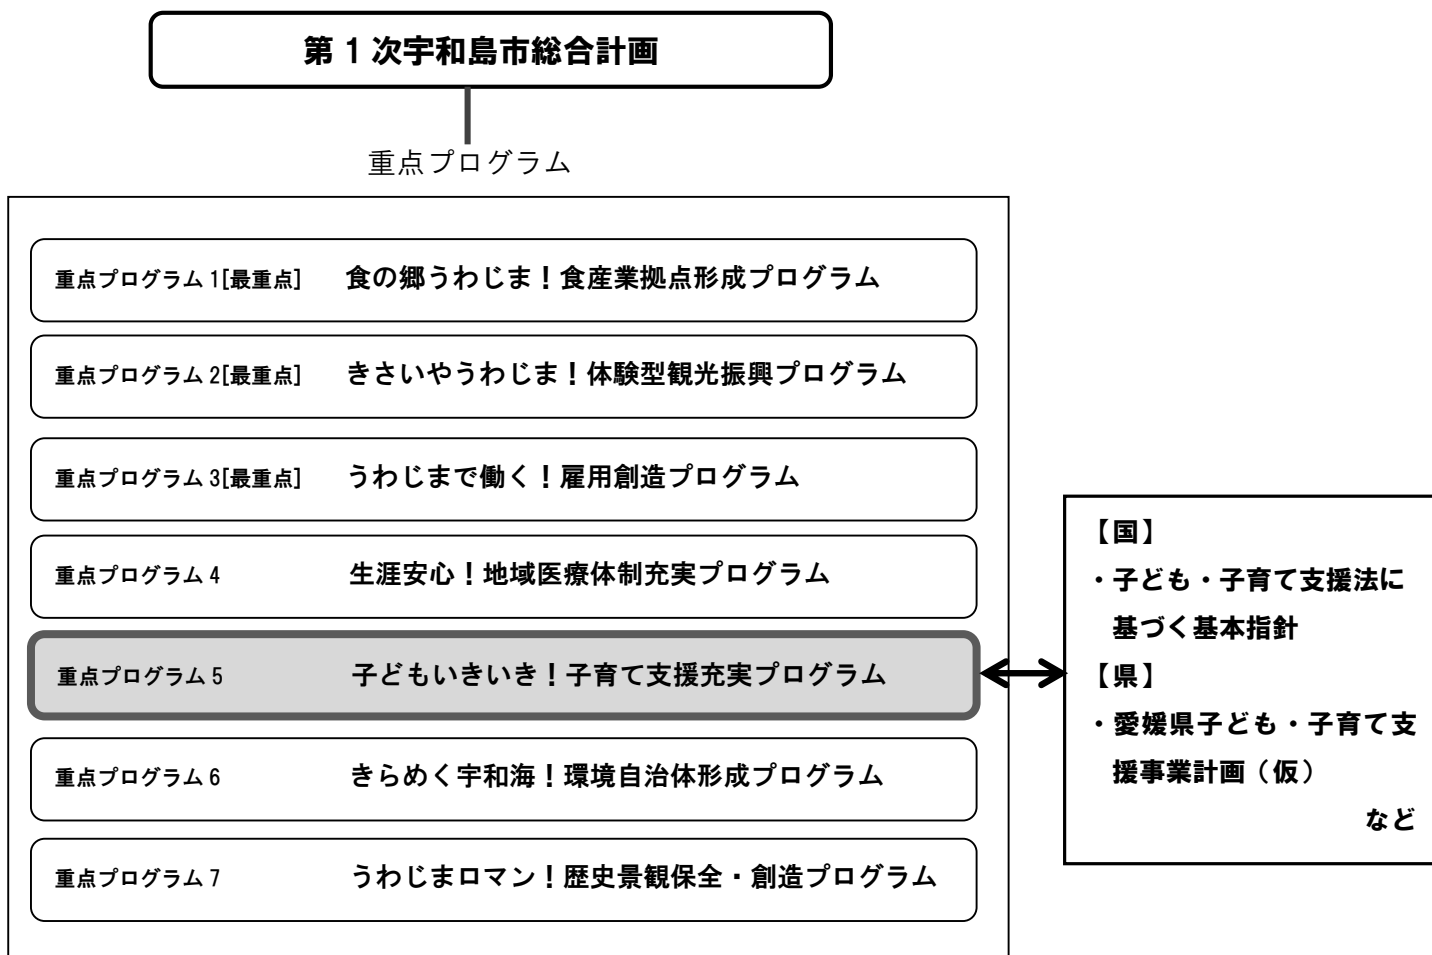 第1次宇和島市総合計画
重点プログラム
重点プログラム1[最重点] 食の郷うわじま！食産業拠点形成プログラム
重点プログラム2[最重点] きさいやうわじま！体験型観光振興プログラム
重点プログラム3[最重点] うわじまで働く！雇用創造プログラム
重点プログラム4 生涯安心！地域医療体制充実プログラム
重点プログラム5 子どもいきいき！子育て支援充実プログラム
重点プログラム6 きらめく宇和海！環境自治体形成プログラム
重点プログラム7 うわじまロマン！歴史景観保全・創造プログラム
【国】
・子ども・子育て支援法に
基づく基本指針
【県】
・愛媛県子ども・子育て支
援事業計画（仮）
など